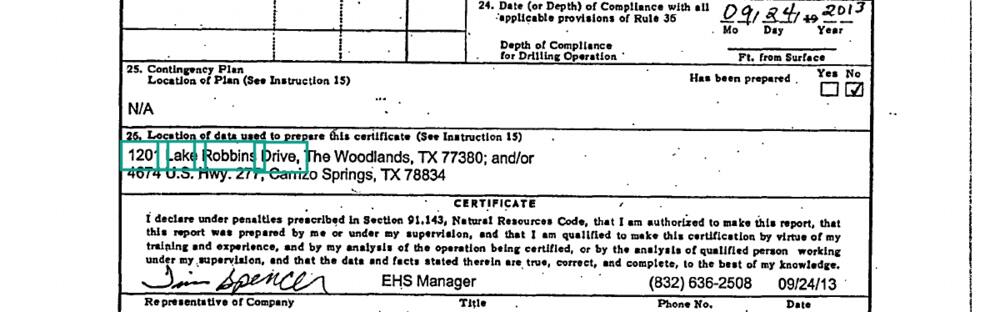 24. Date (or Depth) of Compliance with all
applicable provisions of Rule 35
09/24/19 2013
Mo Day Year
Depth of Compliance
for Drilling Operation
Ft. from Surface
25. Contingency Plan
Location of Plan (See Instruction 15)
Has been prepared . Yes No
N/A
26. Location of data used to prepare this certificate (See Instruction 15)
1201 Lake Robbins Drive, The Woodlands, TX 77380; and/or
4674 U.S. Hwy. 277, Carrizo Springs, TX 78834
CERTIFICATE
I declare under penalties prescribed in Section 91.143, Natural Resources Code, that I am authorized to make this report, that
this report was prepared by me or under my supervision, and that I am qualified to make this certification by virtue of my
training and experience, and by my analysis of the operation being certified, or by the analysis of qualified person working
under my supervision, and that the data and facts stated therein are true, correct, and complete, to the best of my knowledge.
Tim Spencer EHS Manager (832) 636-2508 09/24/13
Representative of Company Title Phone No. Date